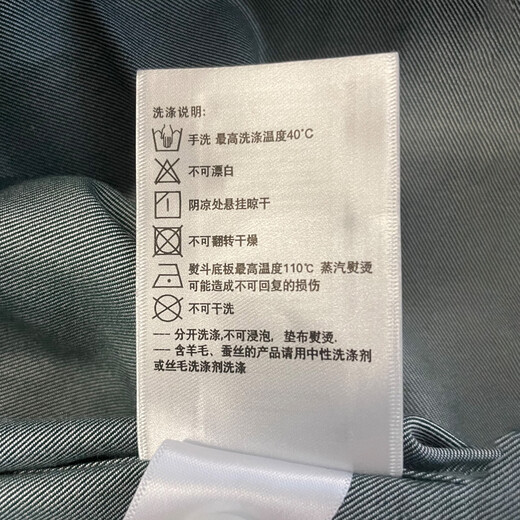 洗涤说明:
手洗 最高洗涤温度40°C
不可漂白
阴凉处悬挂晾干
不可翻转干燥
熨斗底板最高温度110℃ 蒸汽熨烫
可能造成不可回复的损伤
不可干洗
— 分开洗涤,不可浸泡, 垫布熨烫.
— 含羊毛、蚕丝的产品请用中性洗涤剂
或丝毛洗涤剂洗涤